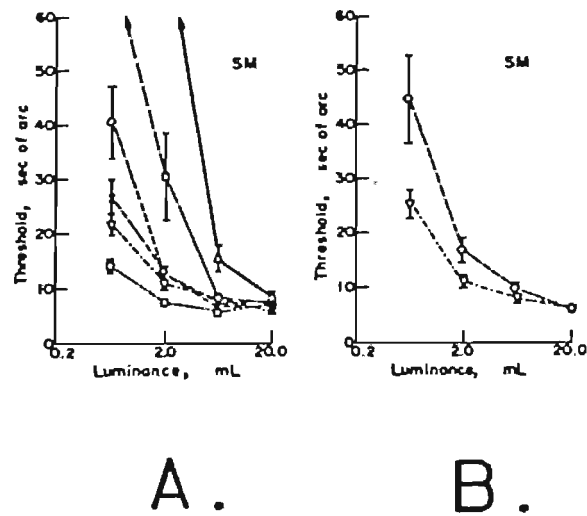 60
50
40
30
20
10
0
Threshold, sec of arc
SM
0.2 2.0 20.0
Luminance, mL
60
50
40
30
20
10
0
Threshold, sec of arc
SM
0.2 2.0 20.0
Luminance, mL
A. B.